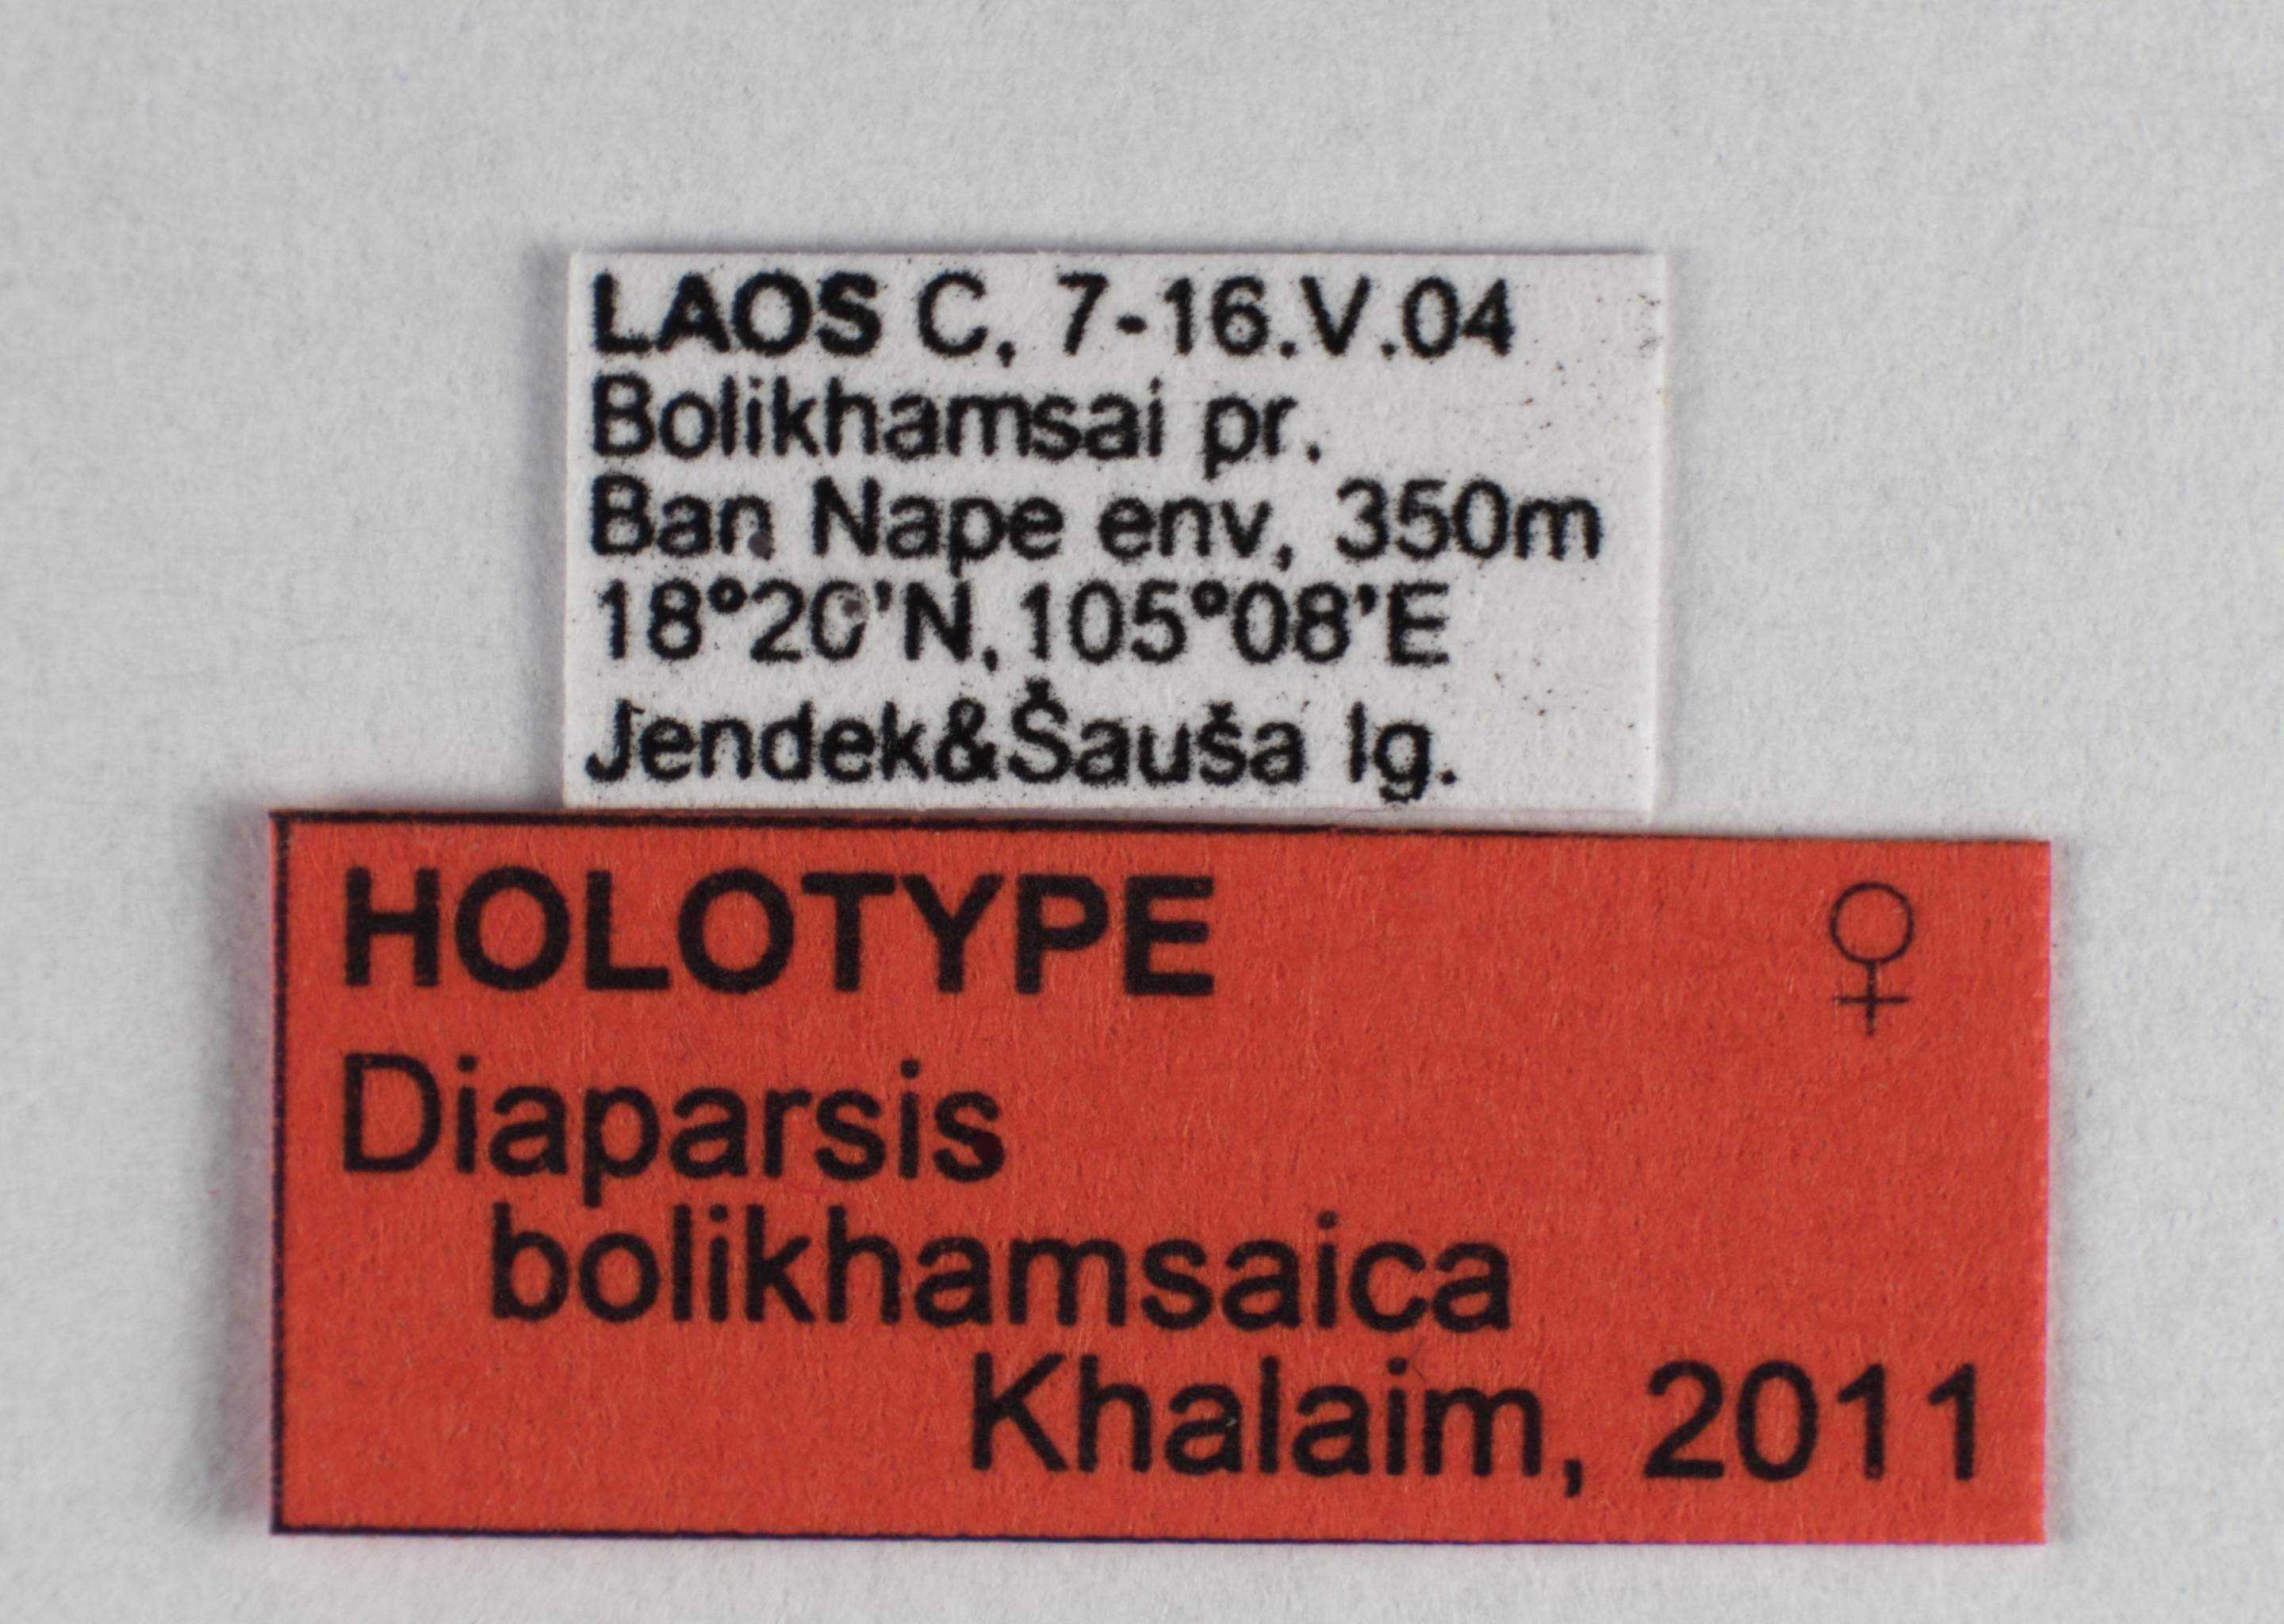 LAOS C, 7-16.V.04
Bolikhamsai pr.
Ban Nape env, 350m
18°20'N, 105°08'E
Jendek&Šauša lg.
HOLOTYPE ♀
Diaparsis
bolikhamsaica
Khalaim, 2011